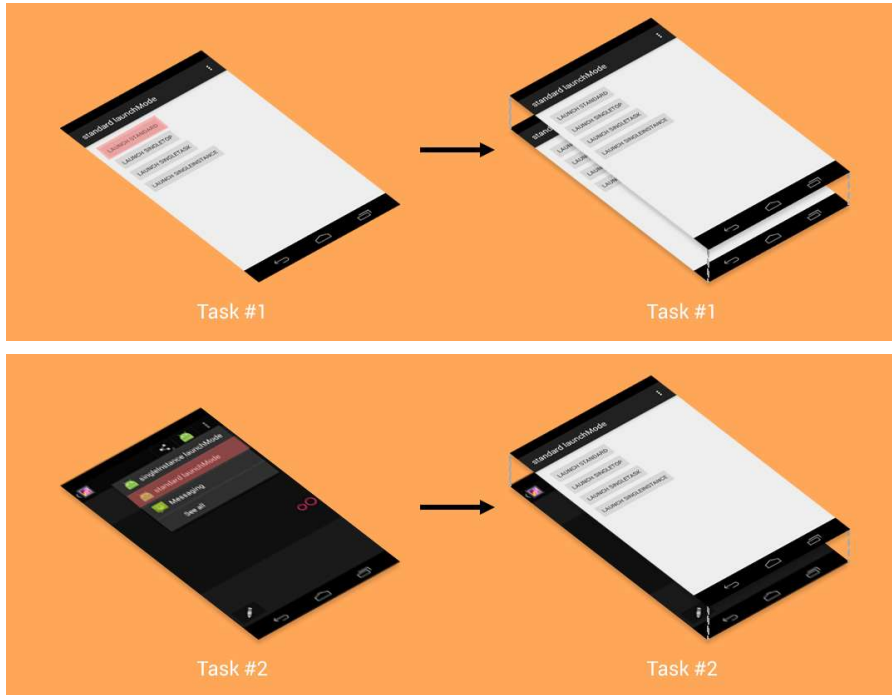 standard launchMode
LAUNCH STANDARD
LAUNCH SINGLETOP
LAUNCH SINGLETASK
LAUNCH SINGLEINSTANCE
Task #1
standard launchMode
LAUNCH STANDARD
LAUNCH SINGLETOP
LAUNCH SINGLETASK
LAUNCH SINGLEINSTANCE
Task #1
singleInstance launchMode
standard launchMode
Messaging
See all
Task #2
standard launchMode
LAUNCH STANDARD
LAUNCH SINGLETOP
LAUNCH SINGLETASK
LAUNCH SINGLEINSTANCE
Task #2